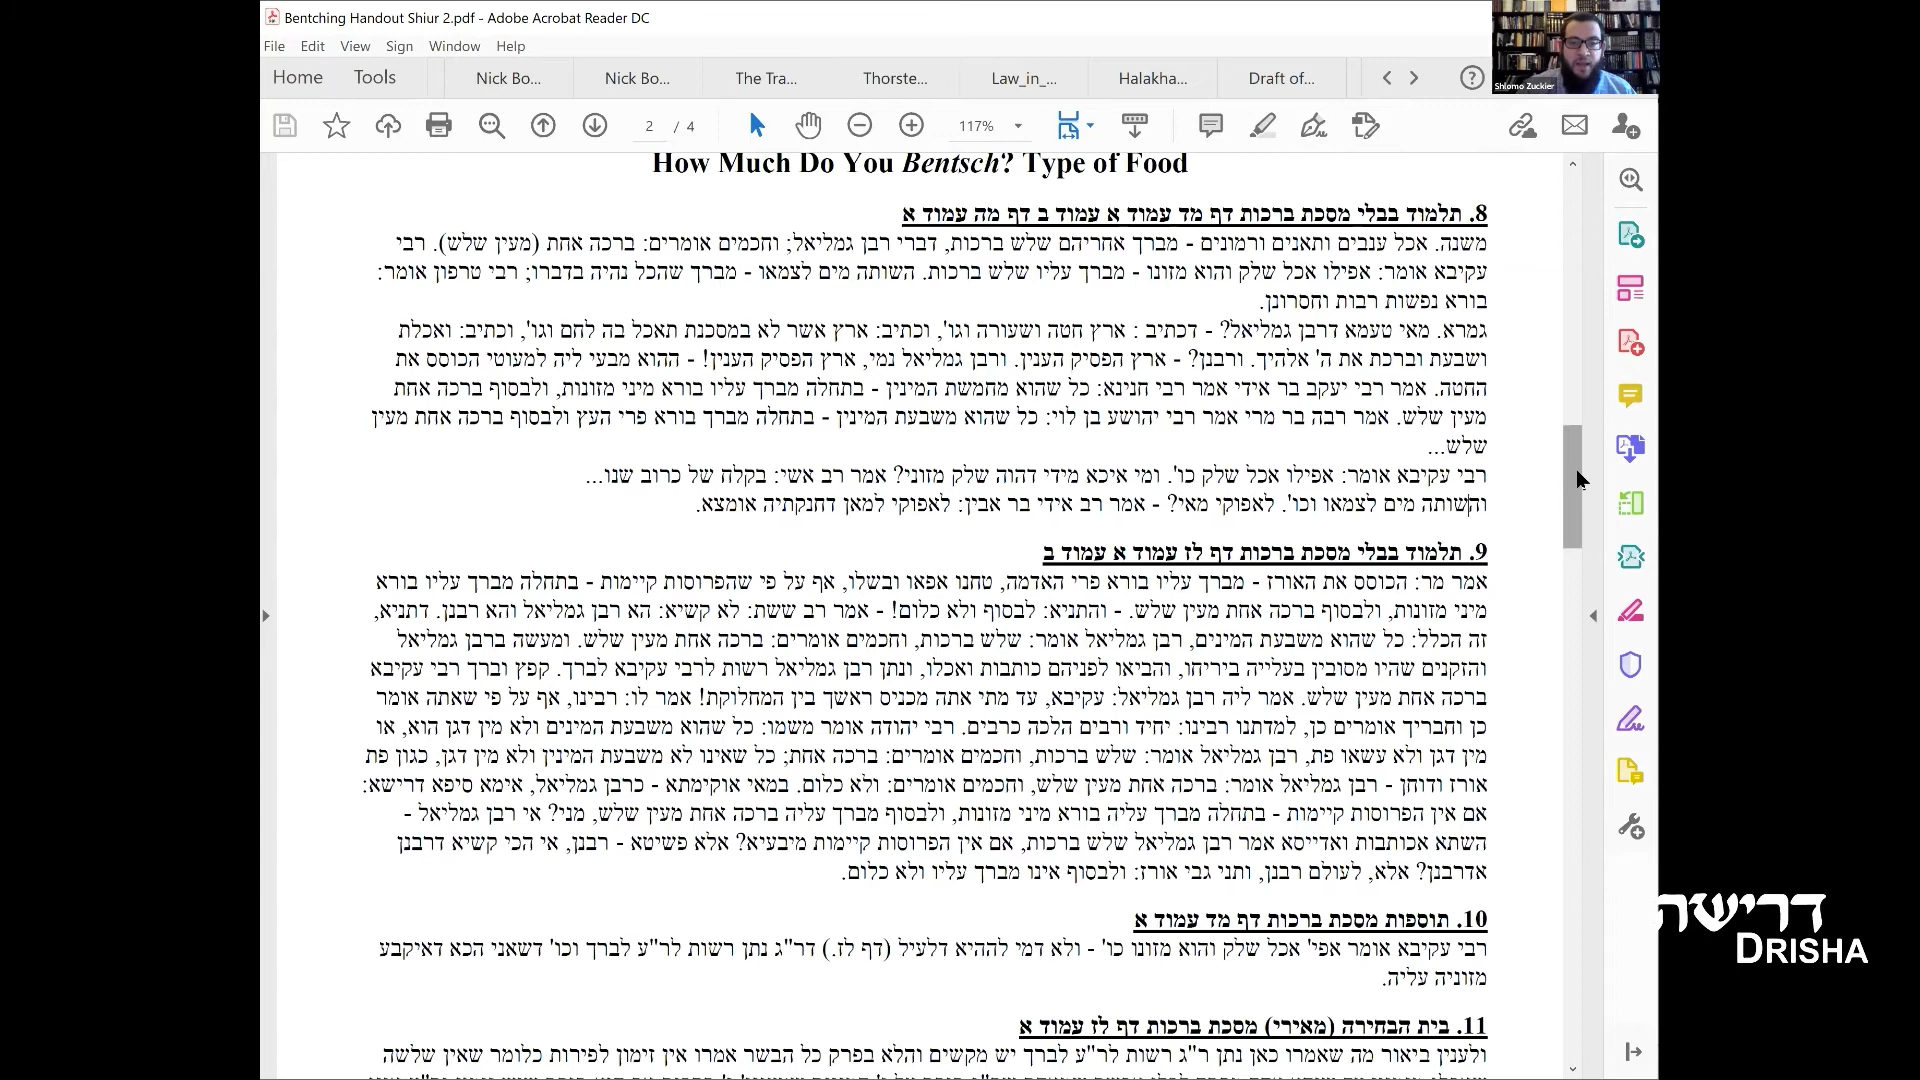 Bentching Handout Shiur 2.pdf - Adobe Acrobat Reader DC
File Edit View Sign Window Help
Home Tools Nick Bo... Nick Bo... The Tra... Thorste... Law_in_... Halakha... Draft of...
Shlomo Zuckier
2 / 4 117%
How Much Do You Bentsch? Type of Food
8. תלמוד בבלי מסכת ברכות דף מד עמוד א עמוד ב דף מה עמוד א
משנה. אכל ענבים ותאנים ורמונים - מברך אחריהם שלש ברכות, דברי רבן גמליאל; וחכמים אומרים: ברכה אחת (מעין שלש). רבי
עקיבא אומר: אפילו אכל שלק והוא מזונו - מברך עליו שלש ברכות. השותה מים לצמאו - מברך שהכל נהיה בדברו; רבי טרפון אומר:
בורא נפשות רבות וחסרונן.
גמרא. מאי טעמא דרבן גמליאל? - דכתיב : ארץ חטה ושעורה וגו', וכתיב: ארץ אשר לא במסכנת תאכל בה לחם וגו', וכתיב: ואכלת
ושבעת וברכת את ה' אלהיך. ורבנן? - ארץ הפסיק הענין. ורבן גמליאל נמי, ארץ הפסיק הענין! - ההוא מבעי ליה למעוטי הכוסס את
החטה. אמר רבי יעקב בר אידי אמר רבי חנינא: כל שהוא מחמשת המינין - בתחלה מברך עליו בורא מיני מזונות, ולבסוף ברכה אחת
מעין שלש. אמר רבה בר מרי אמר רבי יהושע בן לוי: כל שהוא משבעת המינין - בתחלה מברך בורא פרי העץ ולבסוף ברכה אחת מעין
שלש...
רבי עקיבא אומר: אפילו אכל שלק כו'. ומי איכא מידי דהוה שלק מזוני? אמר רב אשי: בקלח של כרוב שנו...
והשותה מים לצמאו וכו'. לאפוקי מאי? - אמר רב אידי בר אבין: לאפוקי למאן דחנקתיה אומצא.
9. תלמוד בבלי מסכת ברכות דף לז עמוד א עמוד ב
אמר מר: הכוסס את האורז - מברך עליו בורא פרי האדמה, טחנו אפאו ובשלו, אף על פי שהפרוסות קיימות - בתחלה מברך עליו בורא
מיני מזונות, ולבסוף ברכה אחת מעין שלש. - והתניא: לבסוף ולא כלום! - אמר רב ששת: לא קשיא: הא רבן גמליאל והא רבנן. דתניא,
זה הכלל: כל שהוא משבעת המינים, רבן גמליאל אומר: שלש ברכות, וחכמים אומרים: ברכה אחת מעין שלש. ומעשה ברבן גמליאל
והזקנים שהיו מסובין בעלייה ביריחו, והביאו לפניהם כותבות ואכלו, ונתן רבן גמליאל רשות לרבי עקיבא לברך. קפץ וברך רבי עקיבא
ברכה אחת מעין שלש. אמר ליה רבן גמליאל: עקיבא, עד מתי אתה מכניס ראשך בין המחלוקת! אמר לו: רבינו, אף על פי שאתה אומר
כן וחבריך אומרים כן, למדתנו רבינו: יחיד ורבים הלכה כרבים. רבי יהודה אומר משמו: כל שהוא משבעת המינים ולא מין דגן הוא, או
מין דגן ולא עשאו פת, רבן גמליאל אומר: שלש ברכות, וחכמים אומרים: ברכה אחת; כל שאינו לא משבעת המינין ולא מין דגן, כגון פת
אורז ודוחן - רבן גמליאל אומר: ברכה אחת מעין שלש, וחכמים אומרים: ולא כלום. במאי אוקימתא - כרבן גמליאל, אימא סיפא דרישא:
אם אין הפרוסות קיימות - בתחלה מברך עליה בורא מיני מזונות, ולבסוף מברך עליה ברכה אחת מעין שלש, מני? אי רבן גמליאל -
השתא אכותבות ואדייסא אמר רבן גמליאל שלש ברכות, אם אין הפרוסות קיימות מיבעיא? אלא פשיטא - רבנן, אי הכי קשיא דרבנן
אדרבנן? אלא, לעולם רבנן, ותני גבי אורז: ולבסוף אינו מברך עליו ולא כלום.
10. תוספות מסכת ברכות דף מד עמוד א
רבי עקיבא אומר אפי' אכל שלק והוא מזונו כו' - ולא דמי לההיא דלעיל (דף לז.) דר"ג נתן רשות לר"ע לברך וכו' דשאני הכא דאיקבע
מזוניה עליה.
11. בית הבחירה (מאירי) מסכת ברכות דף לז עמוד א
ולענין ביאור מה שאמרו כאן נתן ר"ג רשות לר"ע לברך יש מקשים והלא בפרק כל הבשר אמרו אין זימון לפירות כלומר שאין שלשה
דרישה
DRISHA